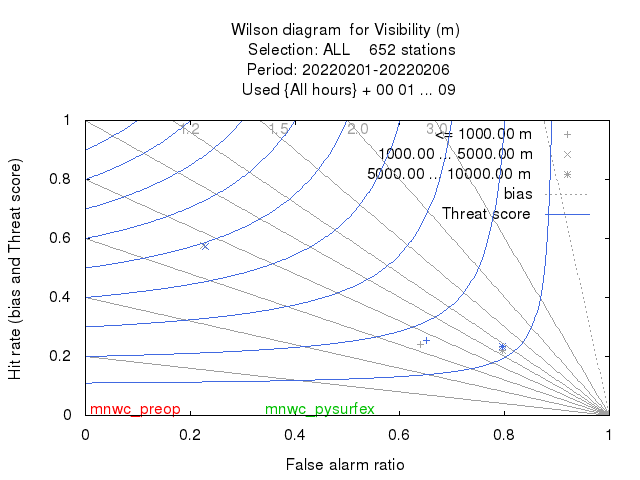 Wilson diagram  for Visibility (m)
Selection: ALL    652 stations
Period: 20220201-20220206
Used {All hours} + 00 01 ... 09
Hit rate (bias and Threat score)
1
0.8
0.6
0.4
0.2
0
1.2 1.5 2.0 3.0
<= 1000.00 m
1000.00 ... 5000.00 m
5000.00 ... 10000.00 m
bias
Threat score
mnwc_preop mnwc_pysurfex
0 0.2 0.4 0.6 0.8 1
False alarm ratio